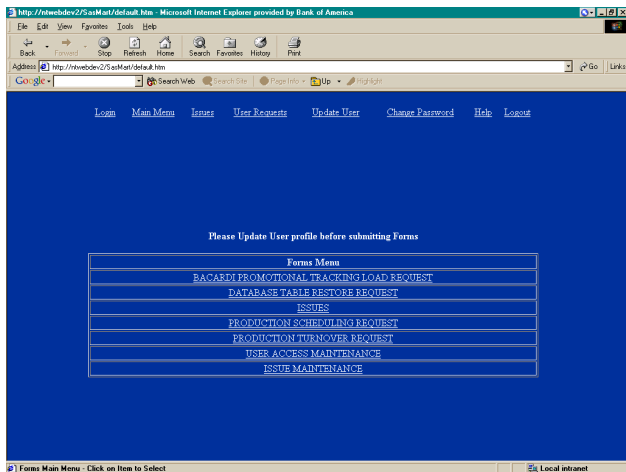 http://ntwebdev2/SasMart/default.htm - Microsoft Internet Explorer provided by Bank of America
File Edit View Favorites Tools Help
Back Forward Stop Refresh Home Search Favorites History Print
Address http://ntwebdev2/SasMart/default.htm Go Links
Google Search Web Search Site Page Info Up Highlight
Login Main Menu Issues User Requests Update User Change Password Help Logout
Please Update User profile before submitting Forms
Forms Menu
BACARDI PROMOTIONAL TRACKING LOAD REQUEST
DATABASE TABLE RESTORE REQUEST
ISSUES
PRODUCTION SCHEDULING REQUEST
PRODUCTION TURNOVER REQUEST
USER ACCESS MAINTENANCE
ISSUE MAINTENANCE
Forms Main Menu - Click on Item to Select Local intranet